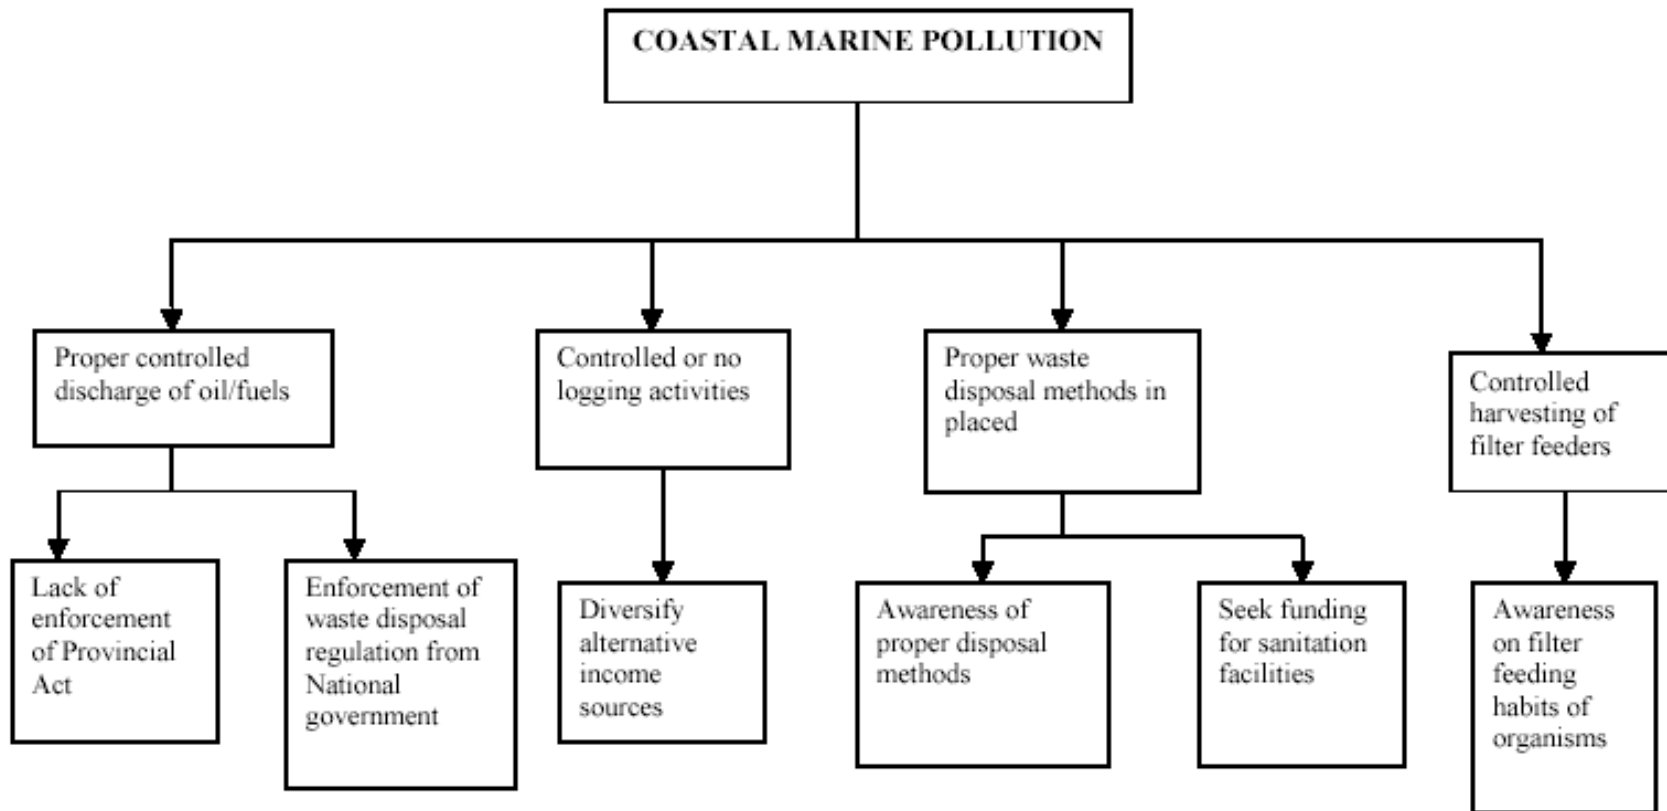 COASTAL MARINE POLLUTION
Proper controlled
discharge of oil/fuels
Controlled or no
logging activities
Proper waste
disposal methods in
placed
Controlled
harvesting of
filter feeders
Lack of
enforcement
of Provincial
Act
Enforcement of
waste disposal
regulation from
National
government
Diversify
alternative
income
sources
Awareness of
proper disposal
methods
Seek funding
for sanitation
facilities
Awareness
on filter
feeding
habits of
organisms